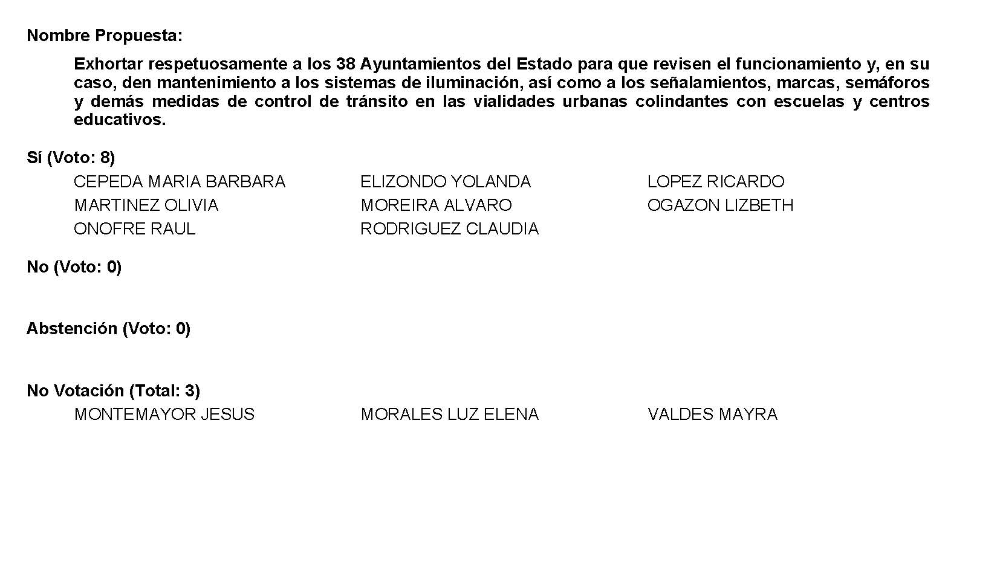 Nombre Propuesta:
Exhortar respetuosamente a los 38 Ayuntamientos del Estado para que revisen el funcionamiento y, en su
caso, den mantenimiento a los sistemas de iluminación, así como a los señalamientos, marcas, semáforos
y demás medidas de control de tránsito en las vialidades urbanas colindantes con escuelas y centros
educativos.
Sí (Voto: 8)
CEPEDA MARIA BARBARA ELIZONDO YOLANDA LOPEZ RICARDO
MARTINEZ OLIVIA MOREIRA ALVARO OGAZON LIZBETH
ONOFRE RAUL RODRIGUEZ CLAUDIA
No (Voto: 0)
Abstención (Voto: 0)
No Votación (Total: 3)
MONTEMAYOR JESUS MORALES LUZ ELENA VALDES MAYRA